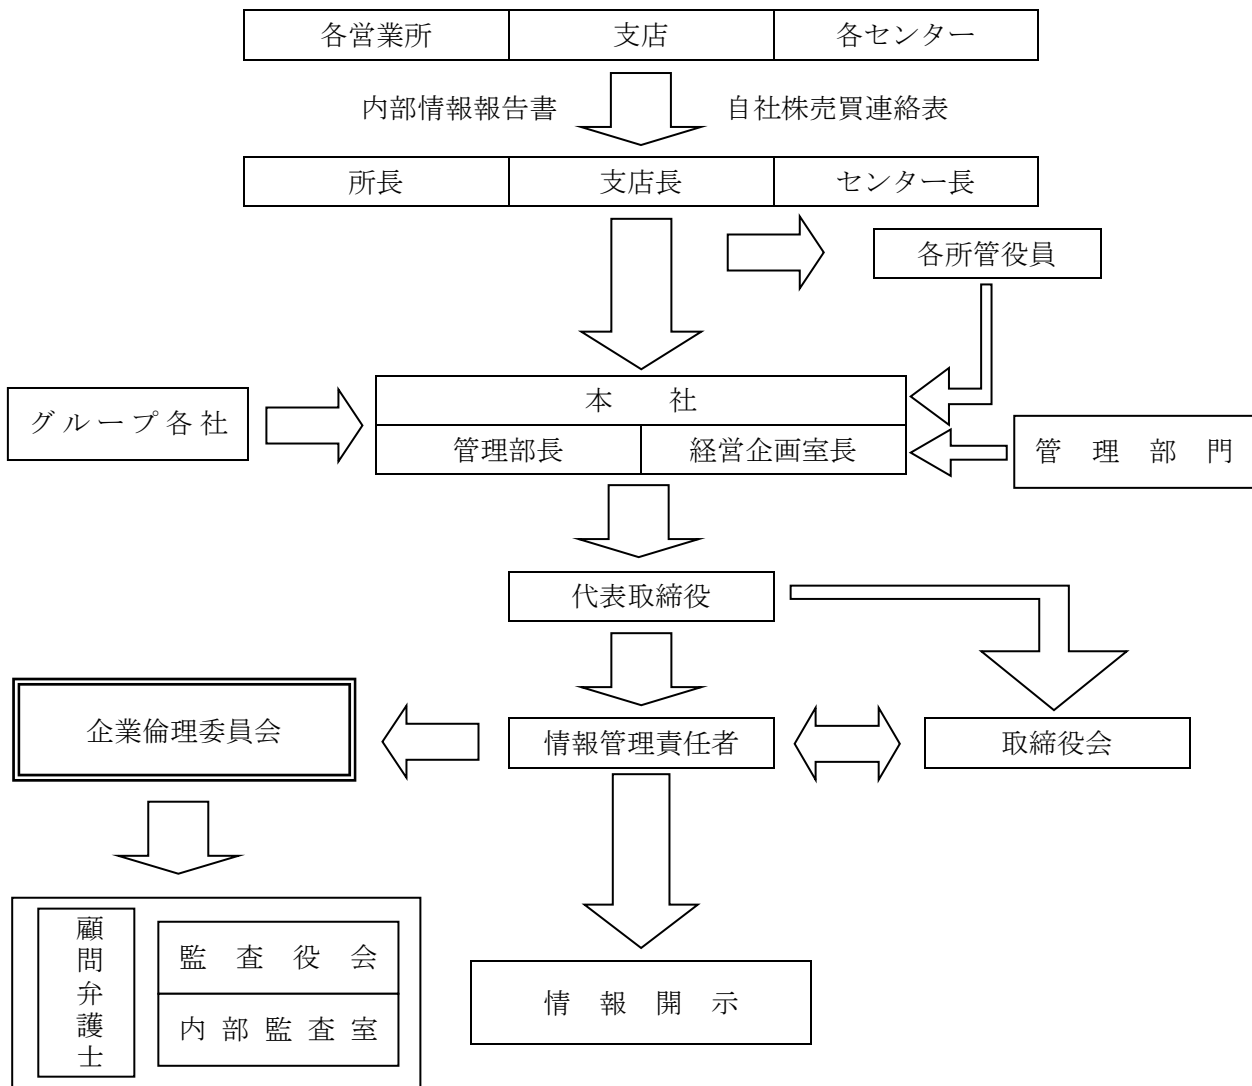 各営業所 支店 各センター
内部情報報告書 自社株売買連絡表
所長 支店長 センター長
各所管役員
グループ各社
本　社
管理部長 経営企画室長
管理部門
代表取締役
企業倫理委員会
情報管理責任者
取締役会
顧問弁護士
監査役会
内部監査室
情報開示